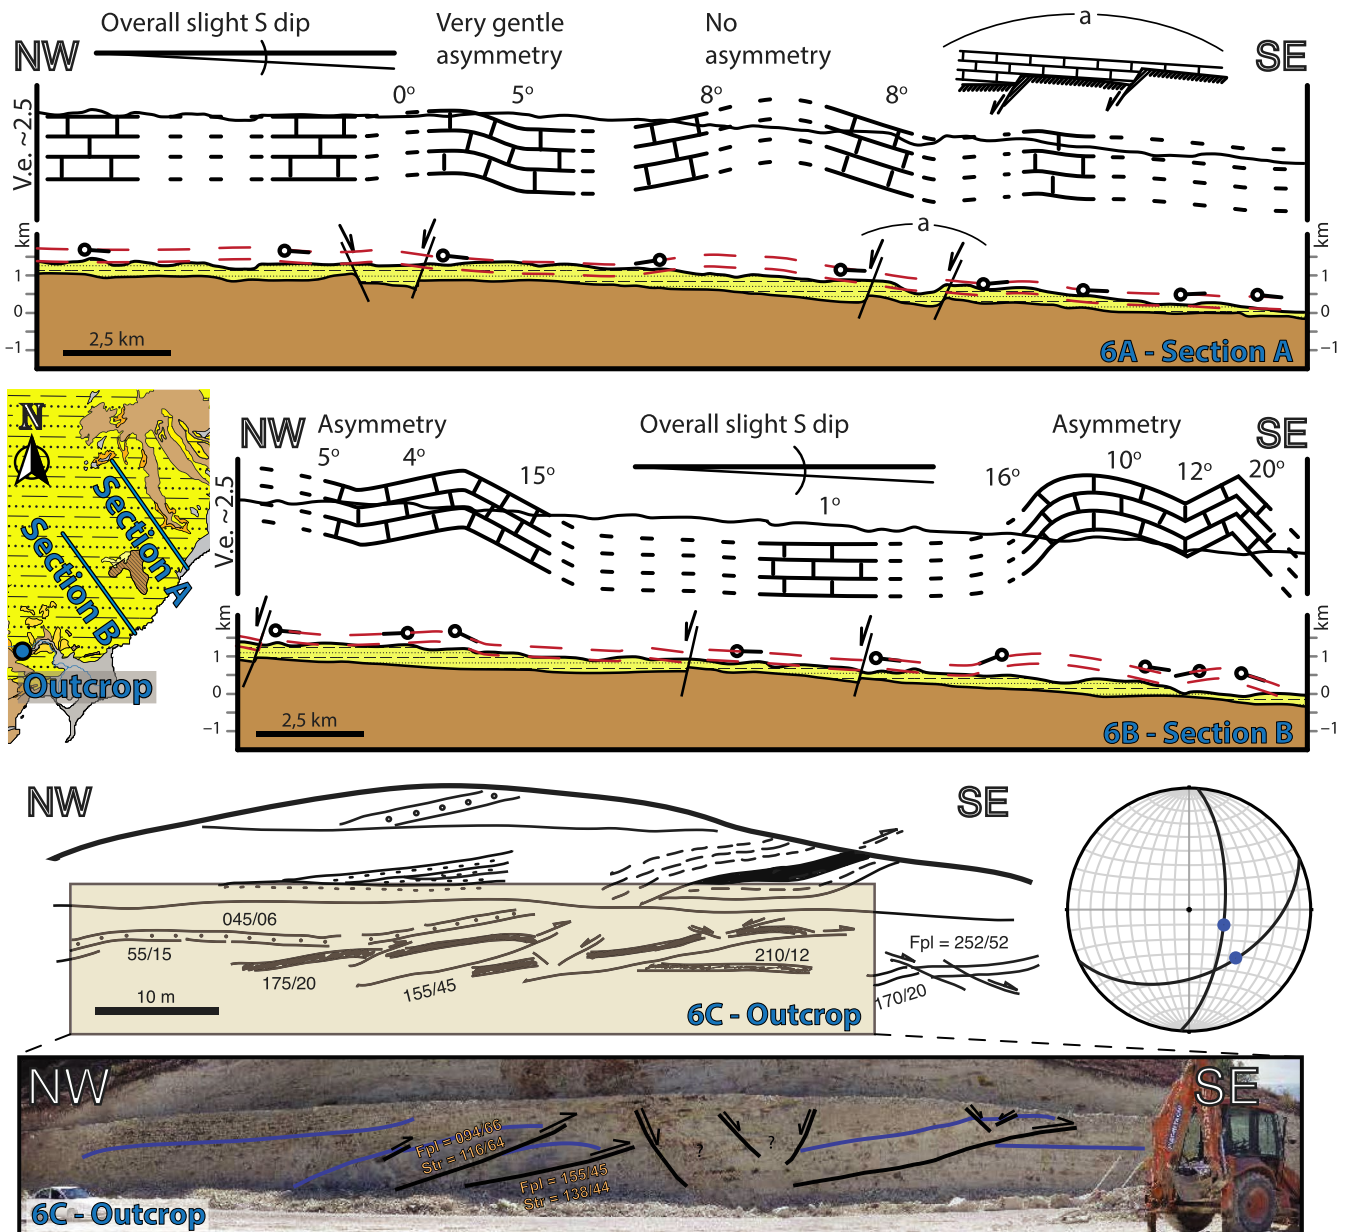 Overall slight S dip
Very gentle
asymmetry
No
asymmetry
a
NW
SE
0°
5°
8°
8°
V.e. ~2.5
a
km
1
0
−1
km
1
0
−1
2,5 km
6A - Section A
N
Section A
Section B
Outcrop
NW
Asymmetry
Overall slight S dip
Asymmetry
SE
5°
4°
15°
1°
16°
10°
12°
20°
V.e. ~2.5
km
1
0
−1
km
1
0
−1
2,5 km
6B - Section B
NW
SE
045/06
55/15
175/20
155/45
210/12
Fpl = 252/52
170/20
10 m
6C - Outcrop
NW
SE
Fpl = 094/66
Str = 116/64
Fpl = 155/45
Str = 138/44
?
?
6C - Outcrop